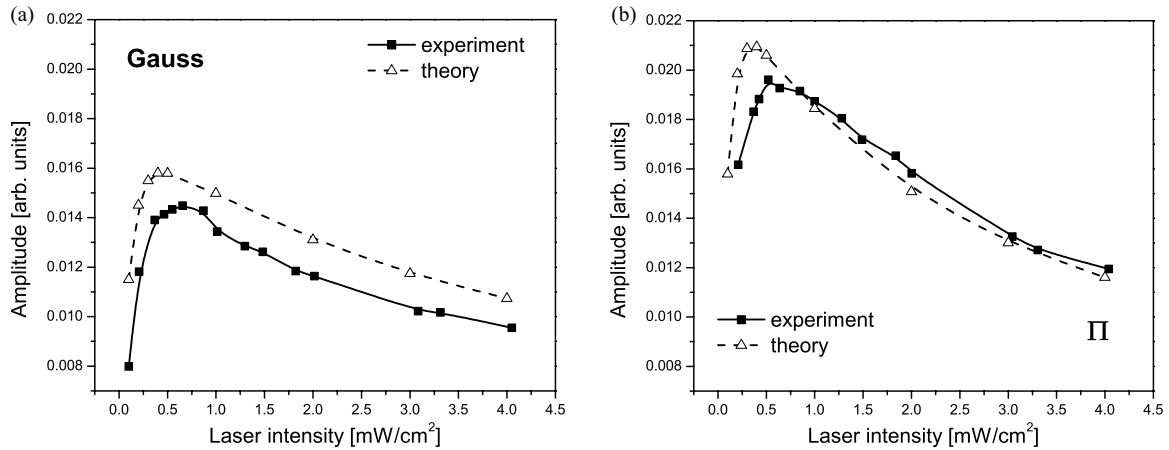 (a)
0.022
0.020
0.018
0.016
0.014
0.012
0.010
0.008
Amplitude [arb. units]
Gauss
experiment
theory
0.0 0.5 1.0 1.5 2.0 2.5 3.0 3.5 4.0 4.5
Laser intensity [mW/cm²]
(b)
0.022
0.020
0.018
0.016
0.014
0.012
0.010
0.008
Amplitude [arb. units]
experiment
theory
Π
0.0 0.5 1.0 1.5 2.0 2.5 3.0 3.5 4.0 4.5
Laser intensity [mW/cm²]